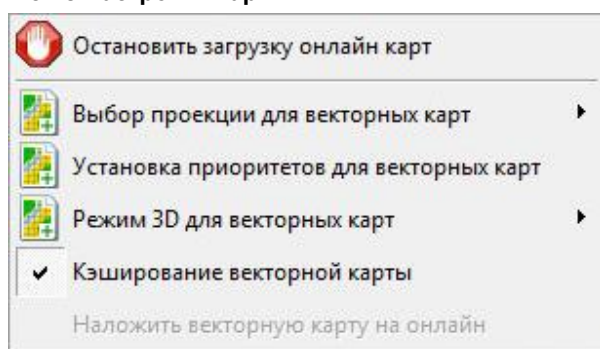 Остановить загрузку онлайн карт
Выбор проекции для векторных карт
Установка приоритетов для векторных карт
Режим 3D для векторных карт
Кэширование векторной карты
Наложить векторную карту на онлайн